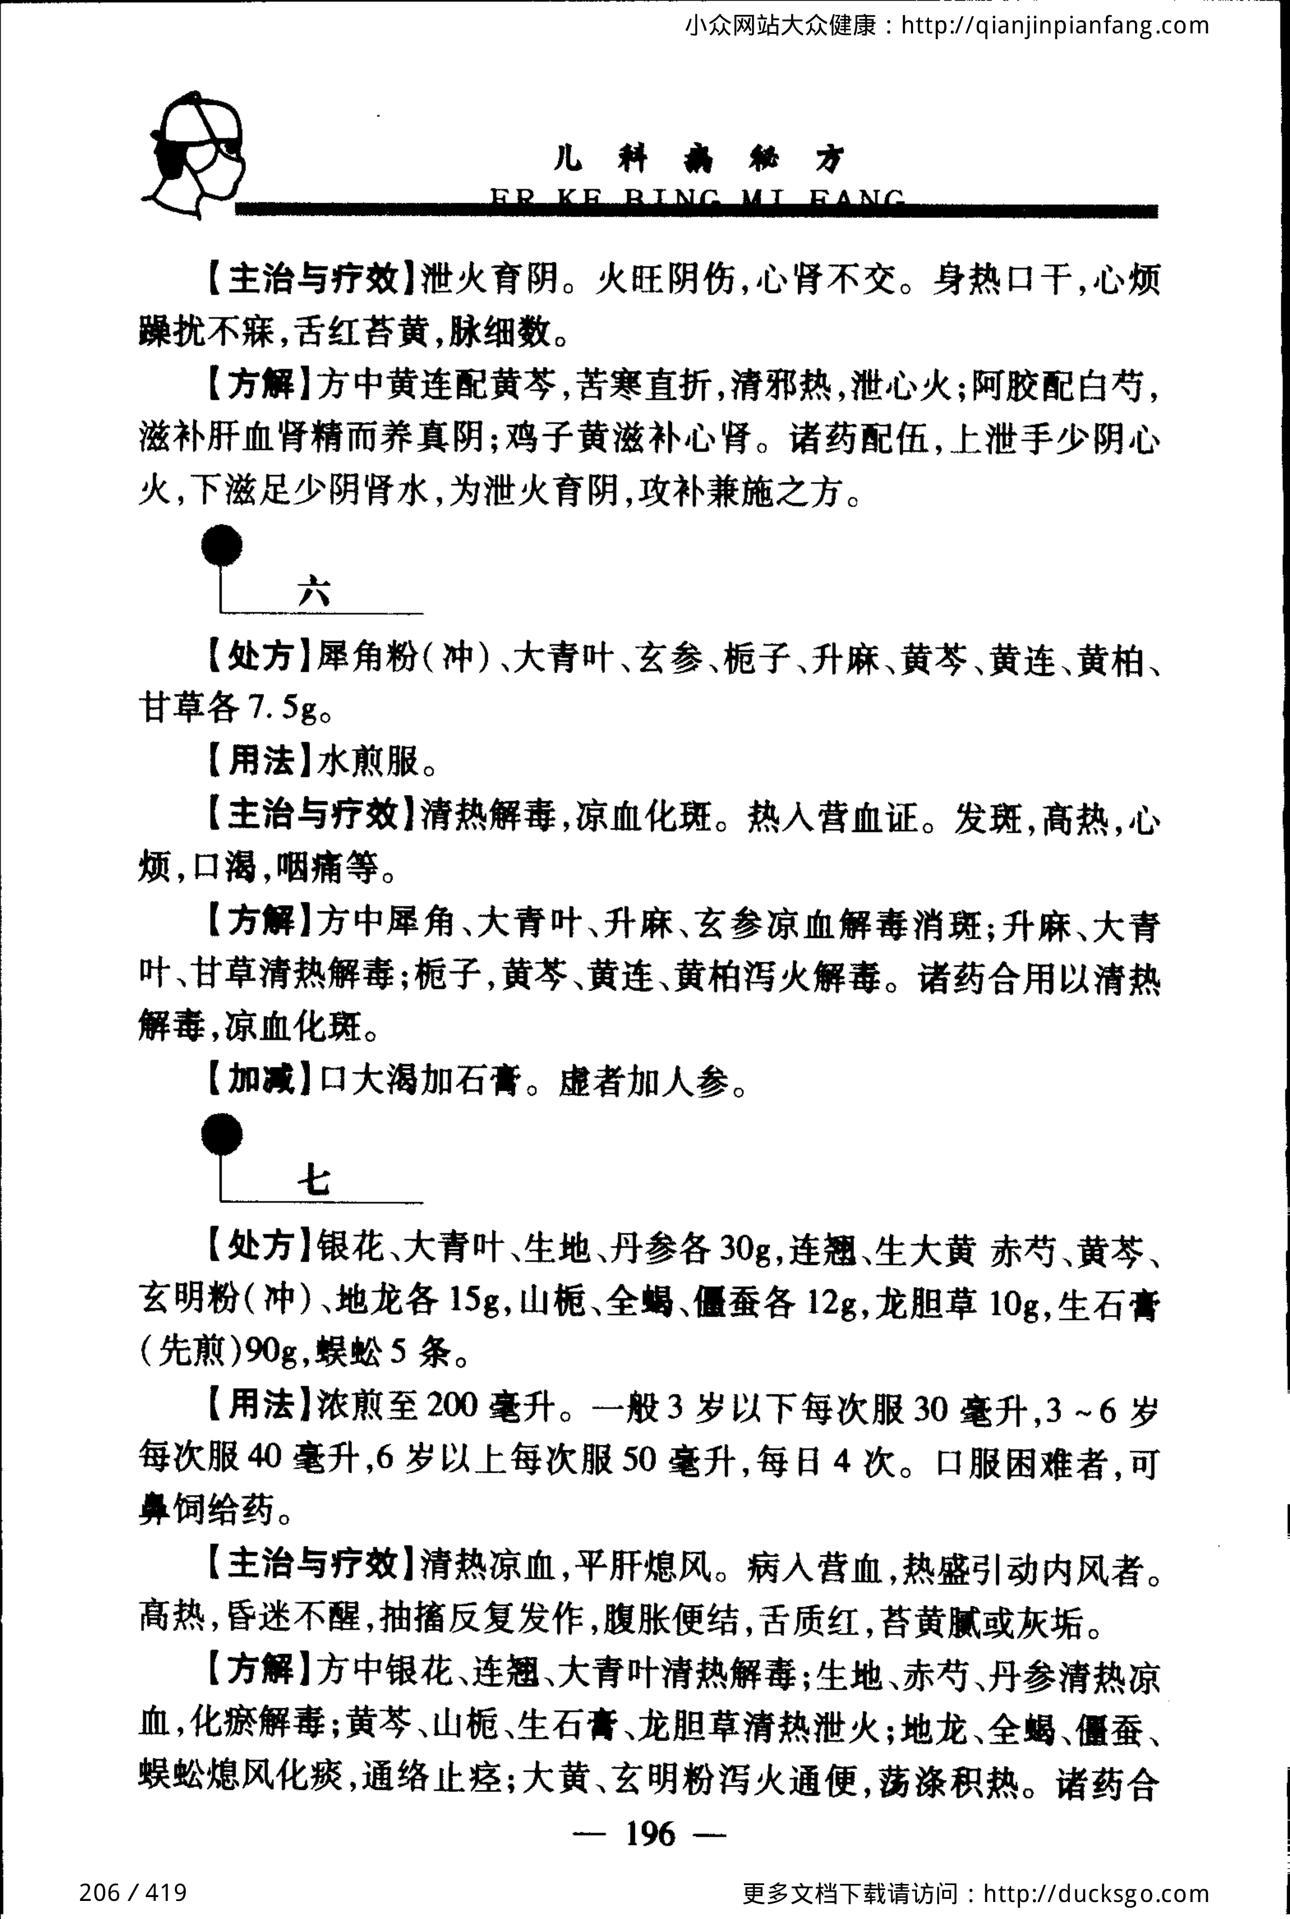 小众网站大众健康：http://qianjinpianfang.com
儿科病秘方
ER KE BING MI FANG
【主治与疗效】泄火育阴。火旺阴伤,心肾不交。身热口干,心烦
躁扰不寐,舌红苔黄,脉细数。
【方解】方中黄连配黄芩,苦寒直折,清邪热,泄心火;阿胶配白芍,
滋补肝血肾精而养真阴;鸡子黄滋补心肾。诸药配伍,上泄手少阴心
火,下滋足少阴肾水,为泄火育阴,攻补兼施之方。
六
【处方】犀角粉(冲)、大青叶、玄参、栀子、升麻、黄芩、黄连、黄柏、
甘草各 7.5g。
【用法】水煎服。
【主治与疗效】清热解毒,凉血化斑。热入营血证。发斑,高热,心
烦,口渴,咽痛等。
【方解】方中犀角、大青叶、升麻、玄参凉血解毒消斑;升麻、大青
叶、甘草清热解毒;栀子,黄芩、黄连、黄柏泻火解毒。诸药合用以清热
解毒,凉血化斑。
【加减】口大渴加石膏。虚者加人参。
七
【处方】银花、大青叶、生地、丹参各 30g,连翘、生大黄 赤芍、黄芩、
玄明粉(冲)、地龙各 15g,山栀、全蝎、僵蚕各 12g,龙胆草 10g,生石膏
(先煎)90g,蜈蚣 5 条。
【用法】浓煎至 200 毫升。一般 3 岁以下每次服 30 毫升,3～6 岁
每次服 40 毫升,6 岁以上每次服 50 毫升,每日 4 次。口服困难者,可
鼻饲给药。
【主治与疗效】清热凉血,平肝熄风。病入营血,热盛引动内风者。
高热,昏迷不醒,抽搐反复发作,腹胀便结,舌质红,苔黄腻或灰垢。
【方解】方中银花、连翘、大青叶清热解毒;生地、赤芍、丹参清热凉
血,化瘀解毒;黄芩、山栀、生石膏、龙胆草清热泄火;地龙、全蝎、僵蚕、
蜈蚣熄风化痰,通络止痉;大黄、玄明粉泻火通便,荡涤积热。诸药合
— 196 —
206 / 419
更多文档下载请访问：http://ducksgo.com